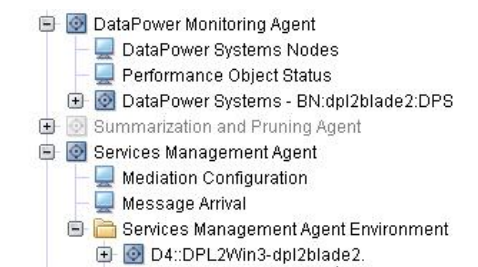 DataPower Monitoring Agent
DataPower Systems Nodes
Performance Object Status
DataPower Systems - BN:dpl2blade2:DPS
Summarization and Pruning Agent
Services Management Agent
Mediation Configuration
Message Arrival
Services Management Agent Environment
D4::DPL2Win3-dpl2blade2.